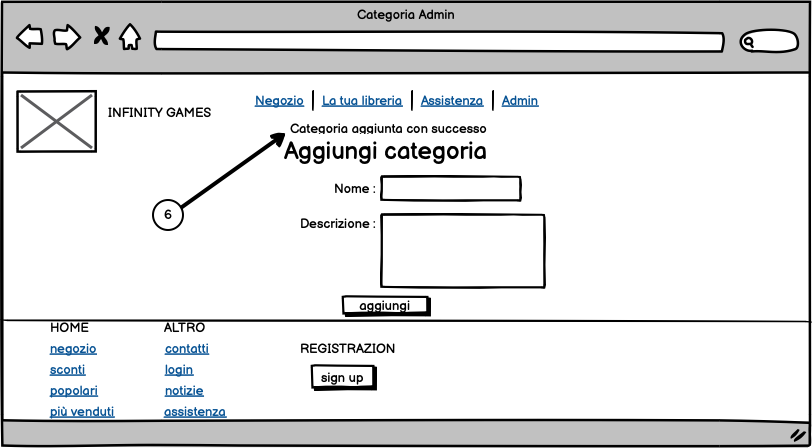 Categoria Admin
INFINITY GAMES
Negozio
La tua libreria
Assistenza
Admin
Categoria aggiunta con successo
Aggiungi categoria
Nome :
6
Descrizione :
aggiungi
HOME
negozio
sconti
popolari
più venduti
ALTRO
contatti
login
notizie
assistenza
REGISTRAZION
sign up